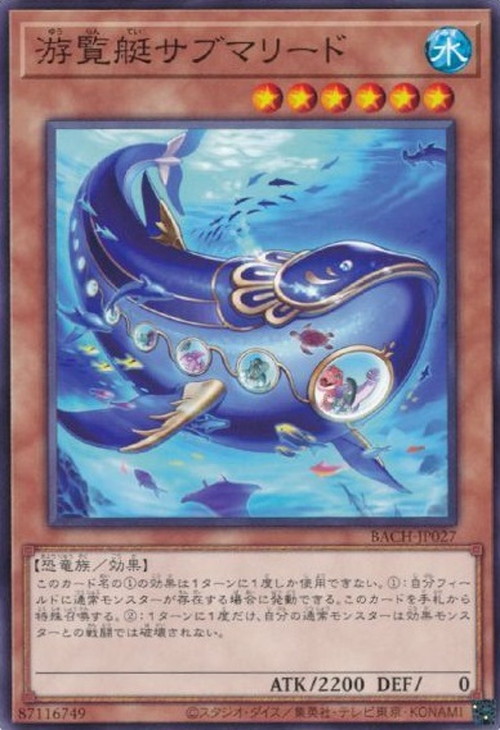 游覧艇サブマリード
水
BACH-JP027
【恐竜族/効果】
このカード名の①の効果は1ターンに1度しか使用できない。①:自分フィー
ルドに通常モンスターが存在する場合に発動できる。このカードを手札から
特殊召喚する。②:1ターンに1度だけ、自分の通常モンスターは効果モンス
ターとの戦闘では破壊されない。
ATK/2200 DEF/ 0
87116749
©スタジオ・ダイス/集英社・テレビ東京・KONAMI